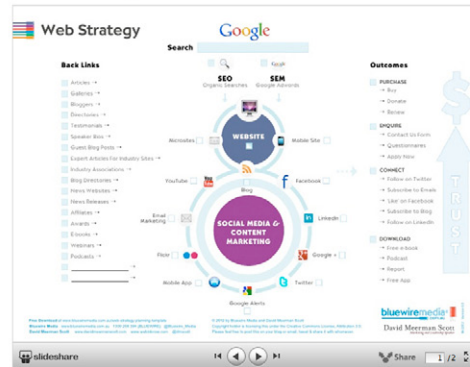 Web Strategy
Google
Search
Back Links
Articles
Galleries
Bloggers
Directories
Testimonials
Speaker Bios
Guest Blog Posts
Expert Articles For Industry Sites
Industry Associations
Blog Directories
News Websites
News Releases
Affiliates
Awards
E-books
Webinars
Podcasts
SEO
Organic Searches
SEM
Google Adwords
WEBSITE
Microsites
Mobile Site
YouTube
Blog
Facebook
Email Marketing
SOCIAL MEDIA &
CONTENT
MARKETING
LinkedIn
Flickr
Google +
Mobile App
Twitter
Google Alerts
Outcomes
PURCHASE
Buy
Donate
Renew
ENQUIRE
Contact Us Form
Questionnaires
Apply Now
CONNECT
Follow on Twitter
Subscribe to Emails
'Like' on Facebook
Subscribe to Blog
Follow on LinkedIn
DOWNLOAD
Free e-book
Podcast
Report
Free App
$
TRUST
bluewiremedia
David Meerman Scott
slideshare
Share
1 / 2